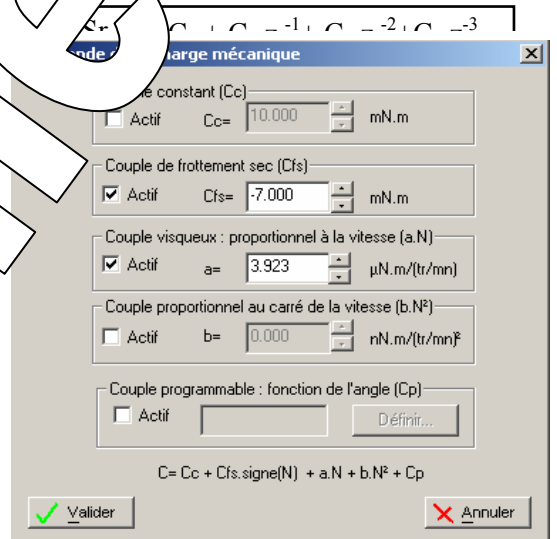 z⁻¹ + C z⁻² + C z⁻³
arge mécanique
constant (Cc)
Actif Cc= 10.000 mN.m
Couple de frottement sec (Cfs)
Actif Cfs= -7.000 mN.m
Couple visqueux : proportionnel à la vitesse (a.N)
Actif a= 3.923 µN.m/(tr/mn)
Couple proportionnel au carré de la vitesse (b.N²)
Actif b= 0.000 nN.m/(tr/mn)²
Couple programmable : fonction de l'angle (Cp)
Actif Définir...
C= Cc + Cfs.signe(N) + a.N + b.N² + Cp
Valider Annuler